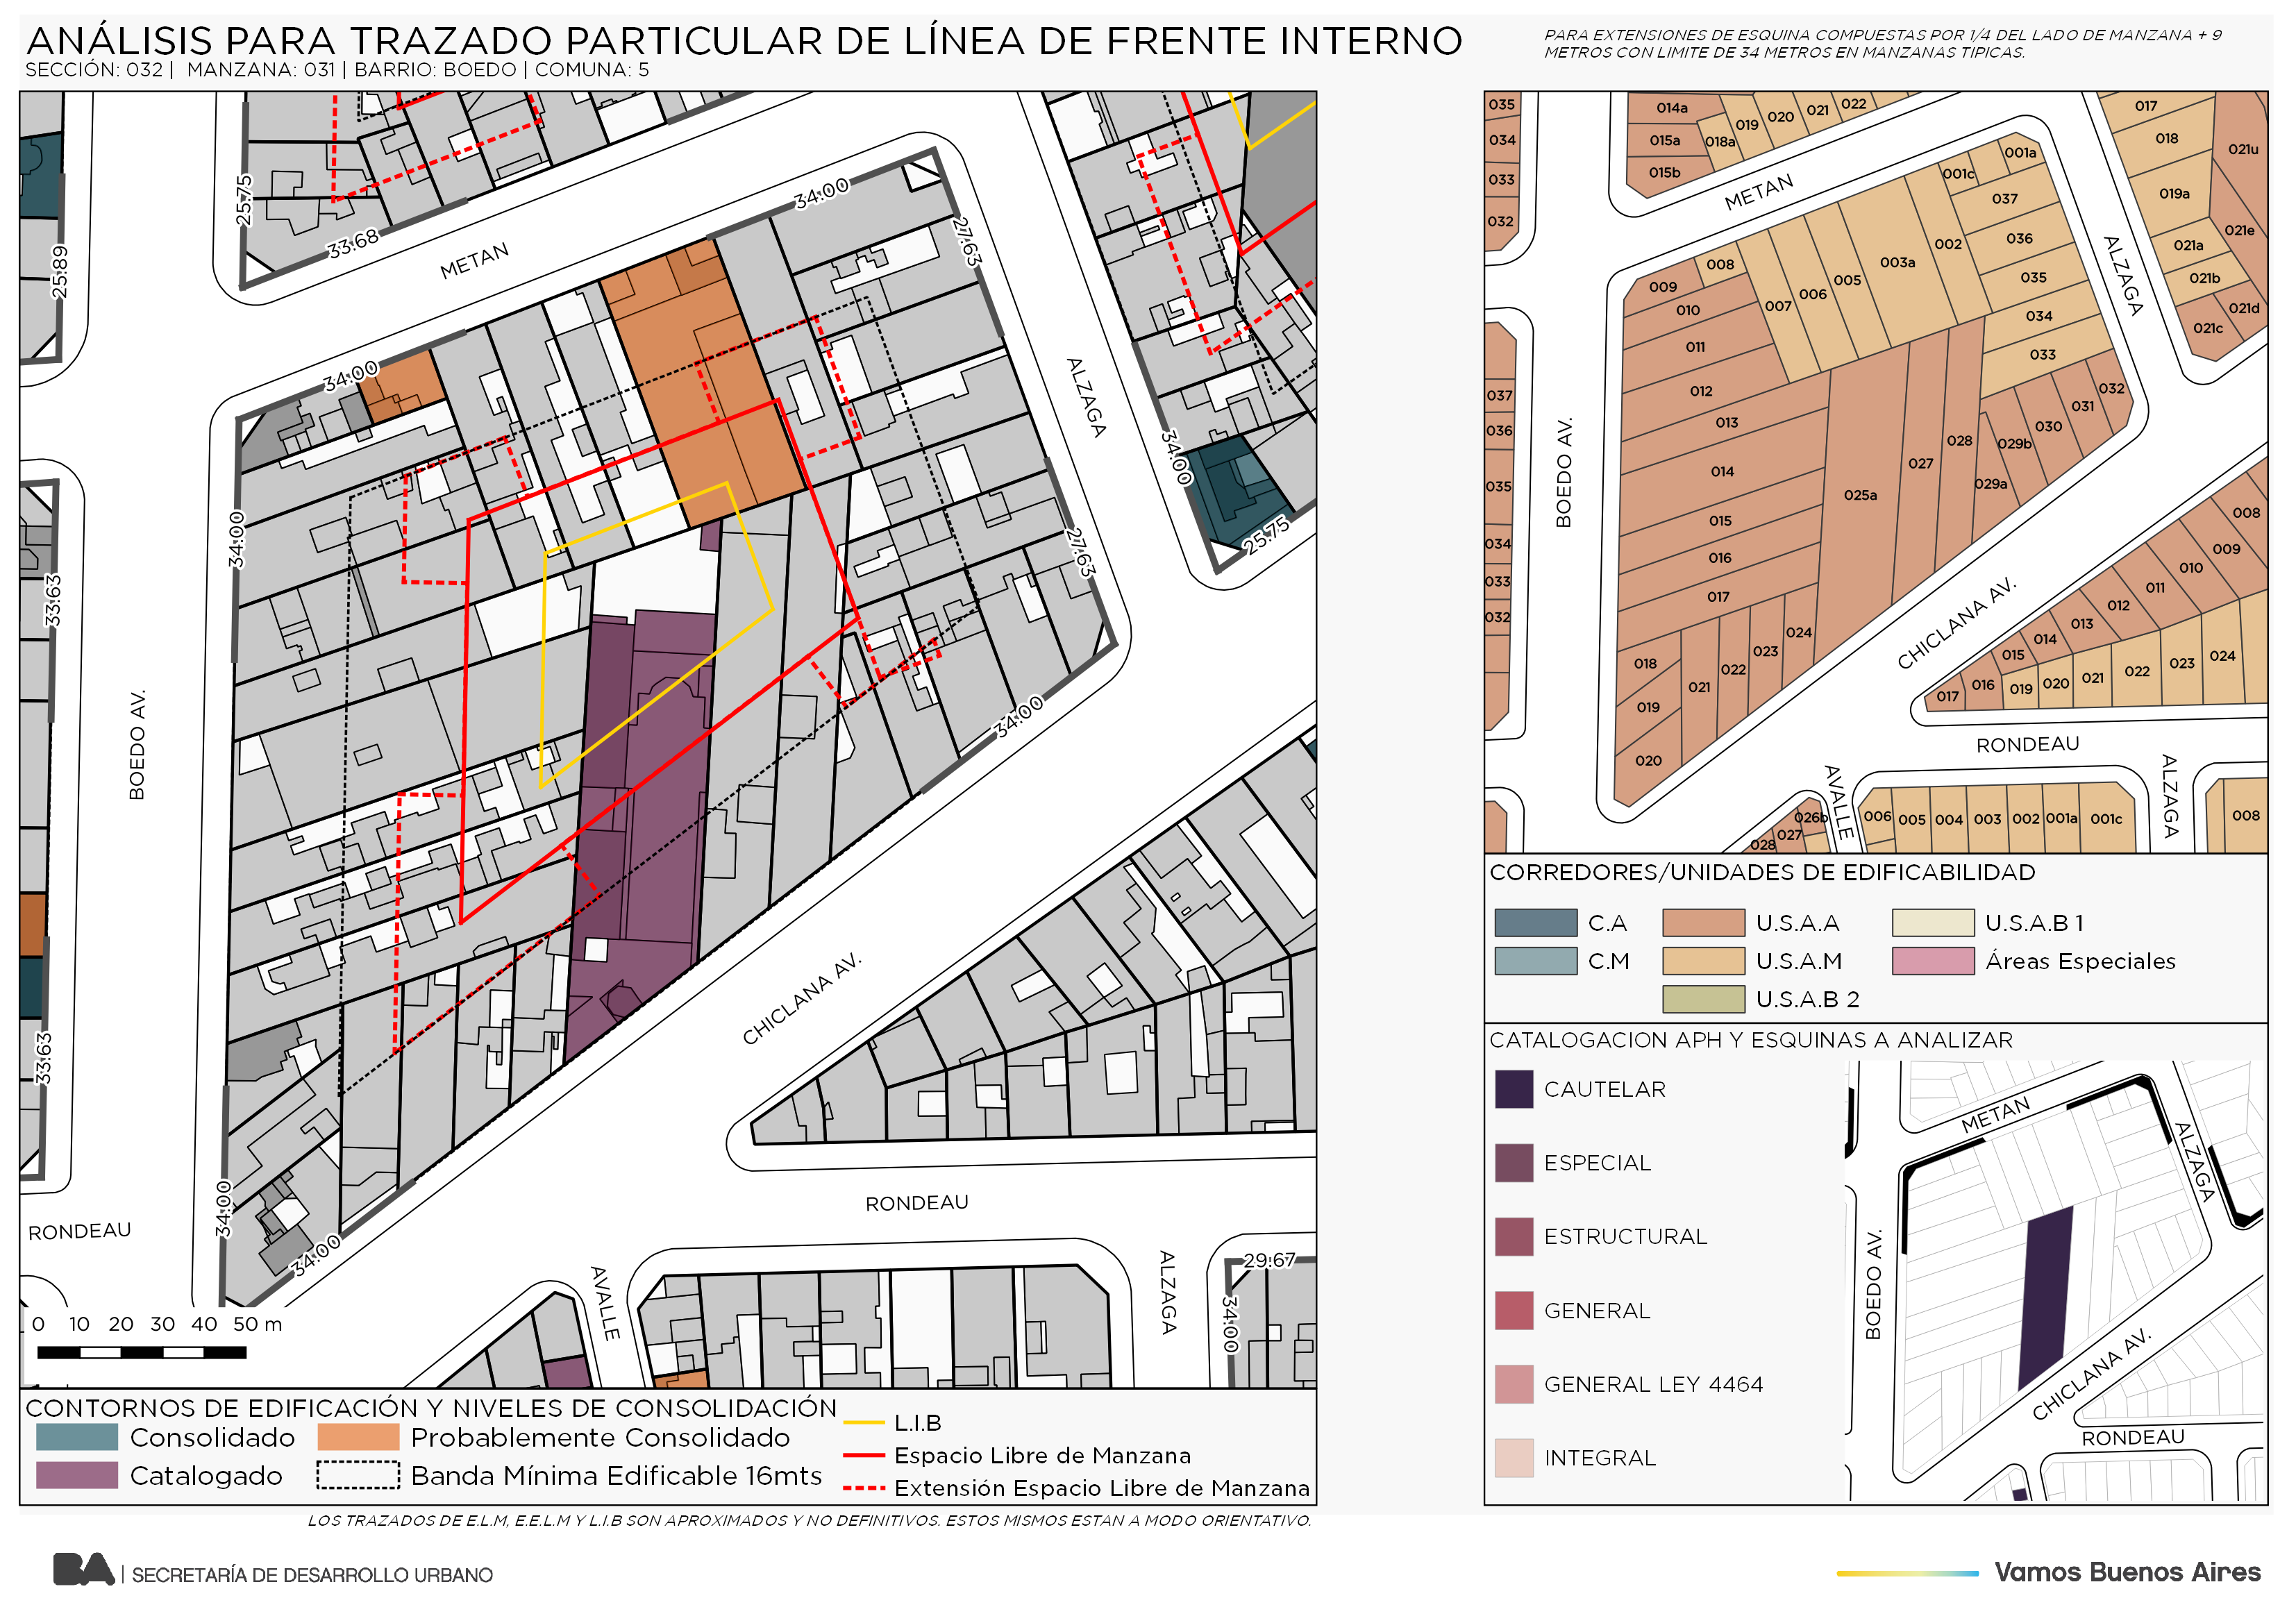 ANÁLISIS PARA TRAZADO PARTICULAR DE LÍNEA DE FRENTE INTERNO
SECCIÓN: 032 | MANZANA: 031 | BARRIO: BOEDO | COMUNA: 5
PARA EXTENSIONES DE ESQUINA COMPUESTAS POR 1/4 DEL LADO DE MANZANA + 9
METROS CON LIMITE DE 34 METROS EN MANZANAS TIPICAS.
25.75
33.68
METAN
34.00
27.63
25.89
34.00
ALZAGA
34.00
25.75
34.00
27.63
33.63
BOEDO AV.
34.00
CHICLANA AV.
33.63
34.00
34.00
RONDEAU
RONDEAU
AVALLE
ALZAGA
29.67
34.00
0 10 20 30 40 50 m
CONTORNOS DE EDIFICACIÓN Y NIVELES DE CONSOLIDACIÓN
Consolidado
Probablemente Consolidado
Catalogado
Banda Mínima Edificable 16mts
L.I.B
Espacio Libre de Manzana
Extensión Espacio Libre de Manzana
LOS TRAZADOS DE E.L.M, E.E.L.M Y L.I.B SON APROXIMADOS Y NO DEFINITIVOS. ESTOS MISMOS ESTAN A MODO ORIENTATIVO.
035
034
033
032
014a
015a
015b
018a
019
020
021
022
METAN
017
018
019a
021u
021e
021a
021b
021d
021c
001a
001c
037
036
035
034
033
002
003a
005
006
007
008
009
010
011
012
013
014
015
016
017
018
019
020
021
022
023
024
025a
027
028
029a
029b
030
031
032
ALZAGA
BOEDO AV.
037
036
035
034
033
032
CHICLANA AV.
008
009
010
011
012
013
014
015
016
017
019
020
021
022
023
024
RONDEAU
AVALLE
ALZAGA
026b
027
028
006
005
004
003
002
001a
001c
008
CORREDORES/UNIDADES DE EDIFICABILIDAD
C.A
U.S.A.A
U.S.A.B 1
C.M
U.S.A.M
Áreas Especiales
U.S.A.B 2
CATALOGACION APH Y ESQUINAS A ANALIZAR
CAUTELAR
ESPECIAL
ESTRUCTURAL
GENERAL
GENERAL LEY 4464
INTEGRAL
METAN
ALZAGA
BOEDO AV.
CHICLANA AV.
RONDEAU
BA | SECRETARÍA DE DESARROLLO URBANO
Vamos Buenos Aires